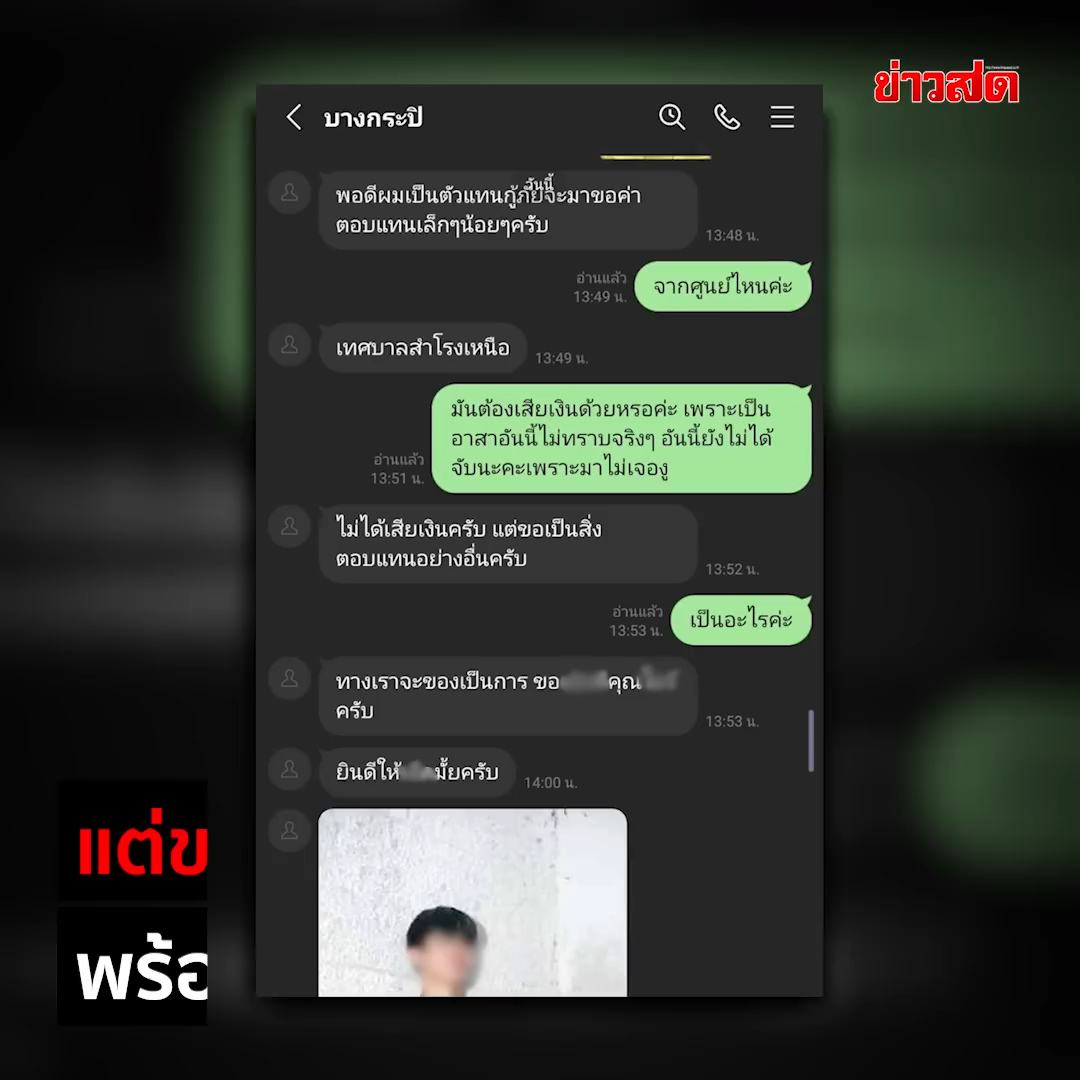 ข่าวสด
บางกระปิ
วันนี้
พอดีผมเป็นตัวแทนกู้ภัยจะมาขอค่า
ตอบแทนเล็กๆน้อยๆครับ
13:48 น.
อ่านแล้ว
13:49 น.
จากศูนย์ไหนค่ะ
เทศบาลสำโรงเหนือ
13:49 น.
มันต้องเสียเงินด้วยหรอค่ะ เพราะเป็น
อาสาอันนี้ไม่ทราบจริงๆ อันนี้ยังไม่ได้
จับนะคะเพราะมาไม่เจองู
อ่านแล้ว
13:51 น.
ไม่ได้เสียเงินครับ แต่ขอเป็นสิ่ง
ตอบแทนอย่างอื่นครับ
13:52 น.
อ่านแล้ว
13:53 น.
เป็นอะไรค่ะ
ทางเราจะของเป็นการ ขอ คุณ
ครับ
13:53 น.
ยินดีให้ มั้ยครับ
14:00 น.
แต่ข
พร้อ